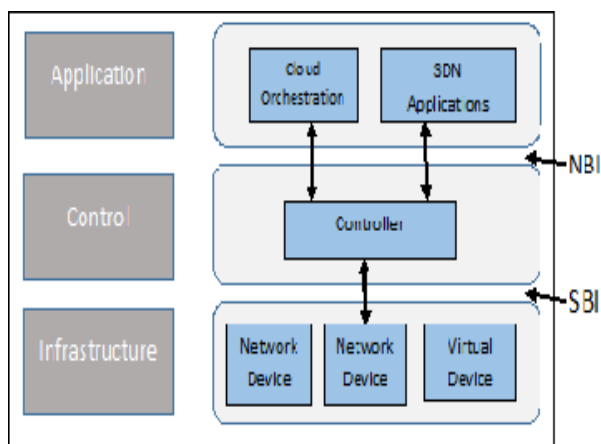 Application
Cloud
Orchestration
SDN
Applications
NBI
Control
Controller
SBI
Infrastructure
Network
Device
Network
Device
Virtual
Device